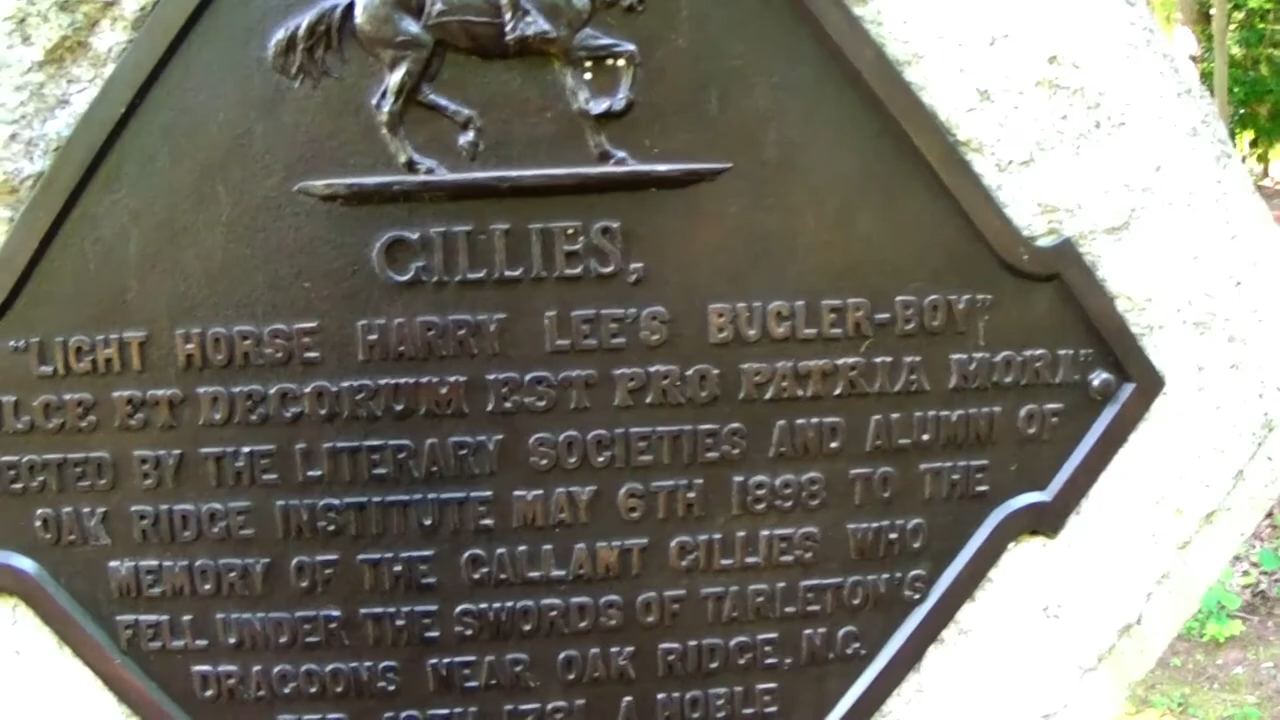 GILLIES,
"LIGHT HORSE HARRY LEE'S BUGLER-BOY"
LCE ET DECORUM EST PRO PATRIA MORI."
ECTED BY THE LITERARY SOCIETIES AND ALUMNI OF
OAK RIDGE INSTITUTE MAY 6TH 1898 TO THE
MEMORY OF THE GALLANT GILLIES WHO
FELL UNDER THE SWORDS OF TARLETON'S
DRAGOONS NEAR OAK RIDGE, N.C.
1781 A NOBLE